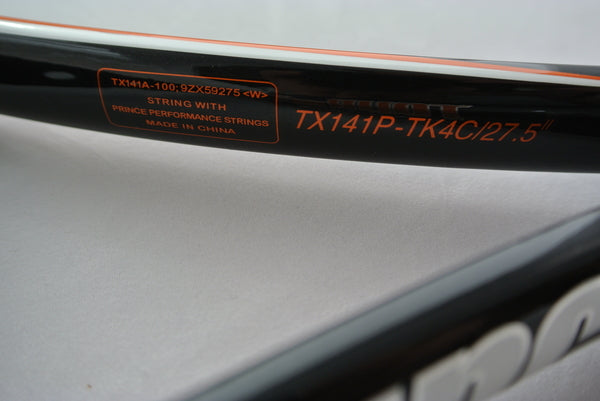 TX141A-100;9ZX59275<W>
STRING WITH
PRINCE PERFORMANCE STRINGS
MADE IN CHINA
TX141P-TK4C/27.5"